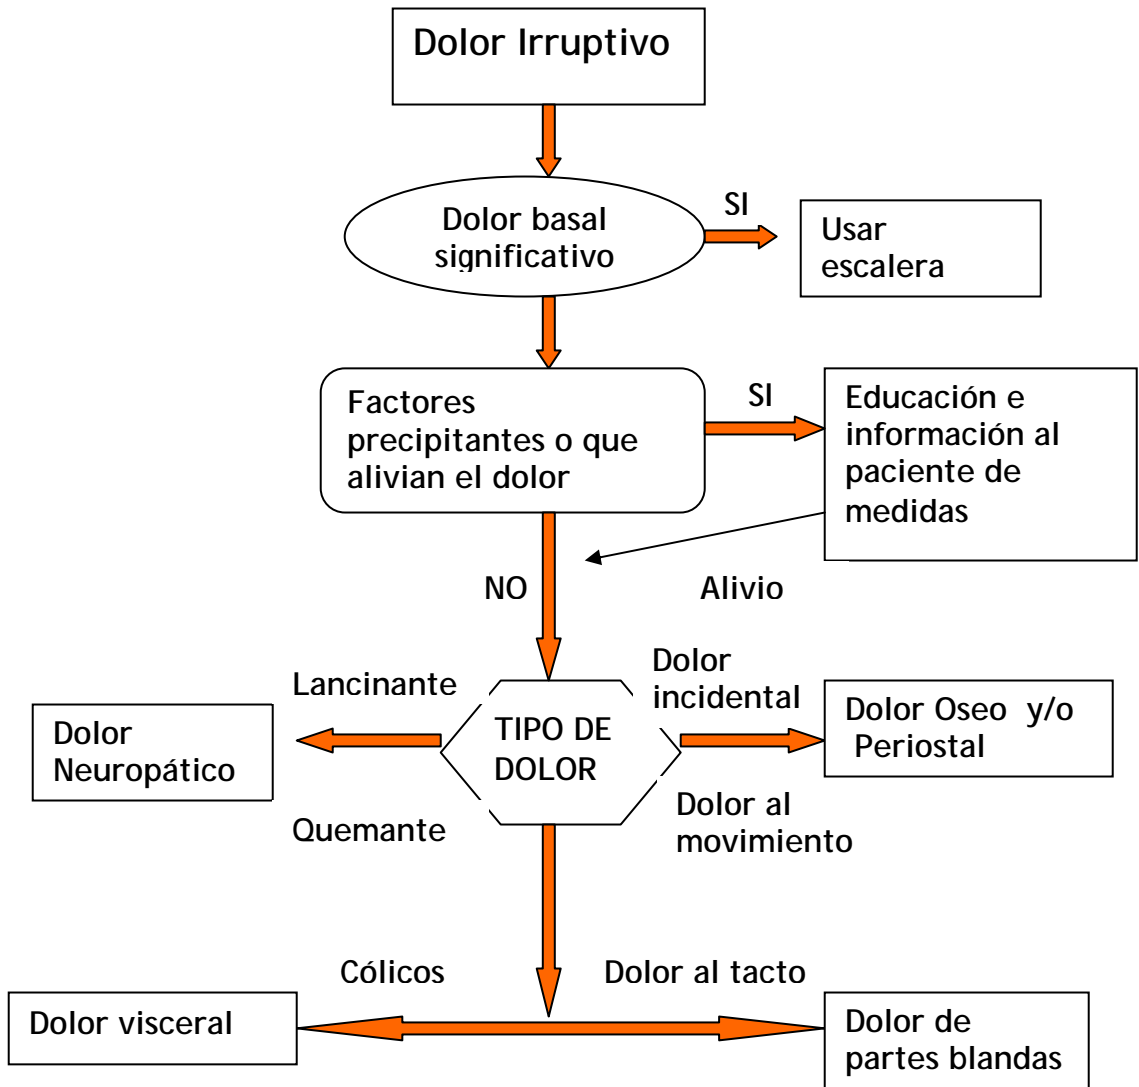 Dolor Irruptivo
Dolor basal
significativo
SI
Usar
escalera
Factores
precipitantes o que
alivian el dolor
SI
Educación e
información al
paciente de
medidas
NO
Alivio
Lancinante
Dolor
incidental
Dolor
Neuropático
TIPO DE
DOLOR
Dolor Oseo y/o
Periostal
Quemante
Dolor al
movimiento
Cólicos
Dolor al tacto
Dolor visceral
Dolor de
partes blandas